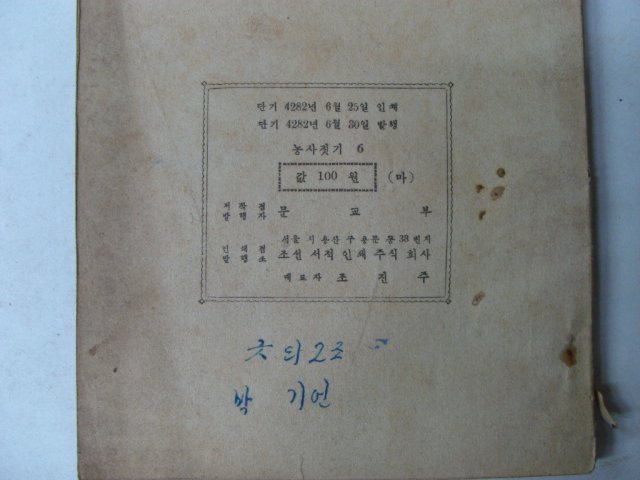 단기 4282년 6월 25일 인쇄
단기 4282년 6월 30일 발행
농사짓기 6
값 100 원 (마)
저작겸
발행자 문 교 부
서울시 용산구 용문동 38번지
인쇄겸
발행소 조선 서적 인쇄 주식 회사
대표자 조 진 주
2조
박 기언